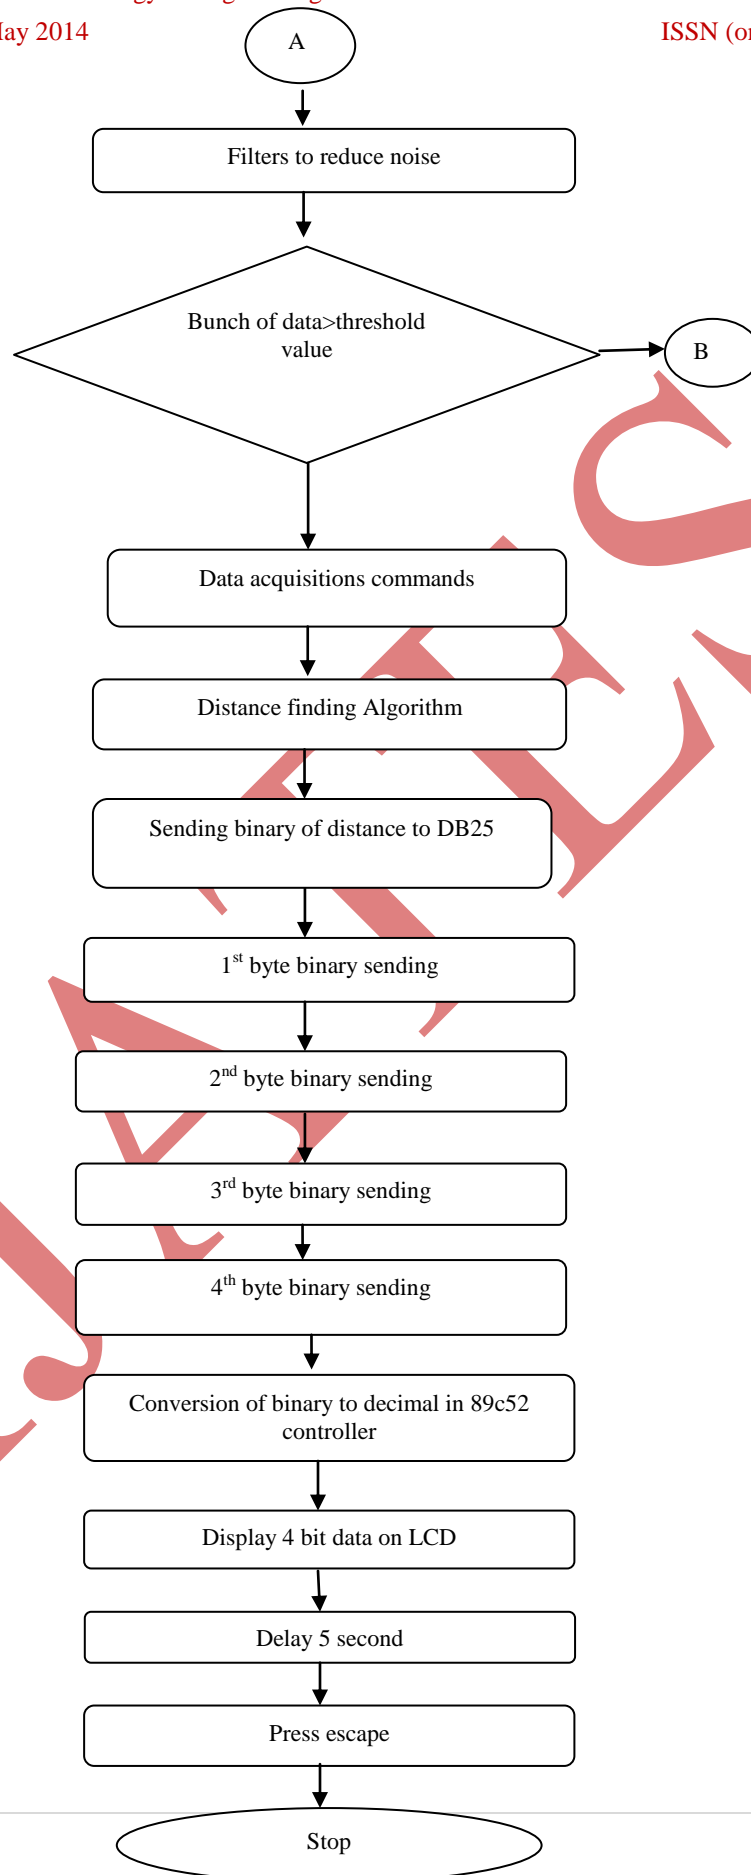 May 2014 ISSN (on
A
Filters to reduce noise
Bunch of data>threshold
value
B
Data acquisitions commands
Distance finding Algorithm
Sending binary of distance to DB25
1st byte binary sending
2nd byte binary sending
3rd byte binary sending
4th byte binary sending
Conversion of binary to decimal in 89c52
controller
Display 4 bit data on LCD
Delay 5 second
Press escape
Stop